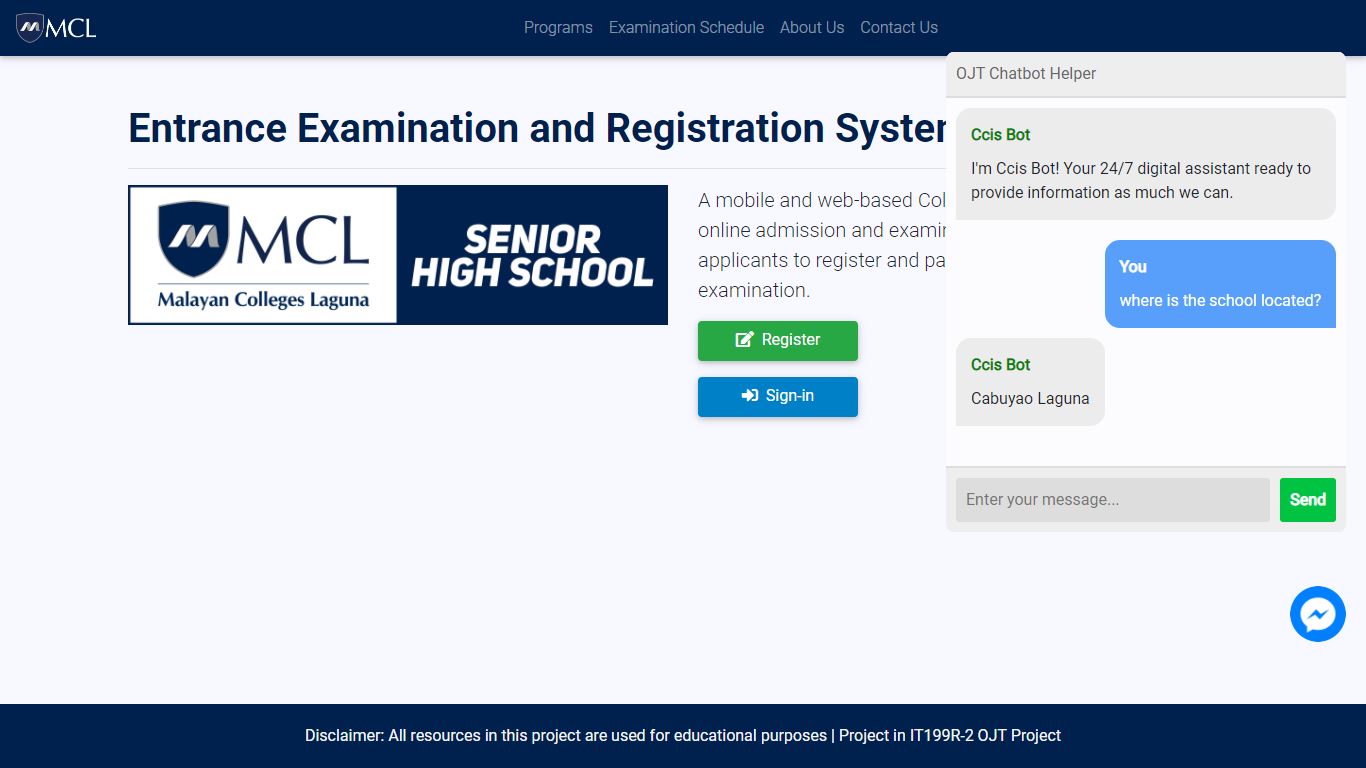 MCL
Programs
Examination Schedule
About Us
Contact Us
Entrance Examination and Registration System
MCL
Malayan Colleges Laguna
SENIOR
HIGH SCHOOL
A mobile and web-based Col
online admission and examin
applicants to register and pa
examination.
Register
Sign-in
OJT Chatbot Helper
Ccis Bot
I'm Ccis Bot! Your 24/7 digital assistant ready to
provide information as much we can.
You
where is the school located?
Ccis Bot
Cabuyao Laguna
Enter your message...
Send
Disclaimer: All resources in this project are used for educational purposes | Project in IT199R-2 OJT Project